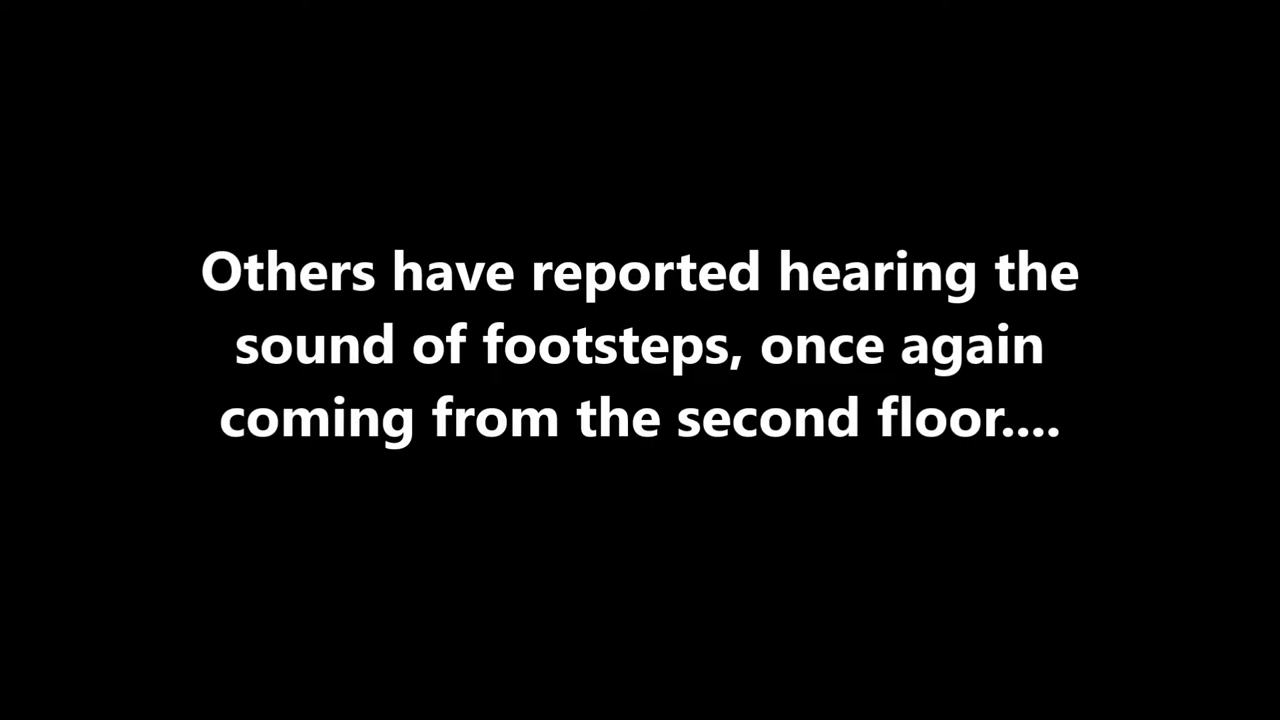 Others have reported hearing the
sound of footsteps, once again
coming from the second floor....